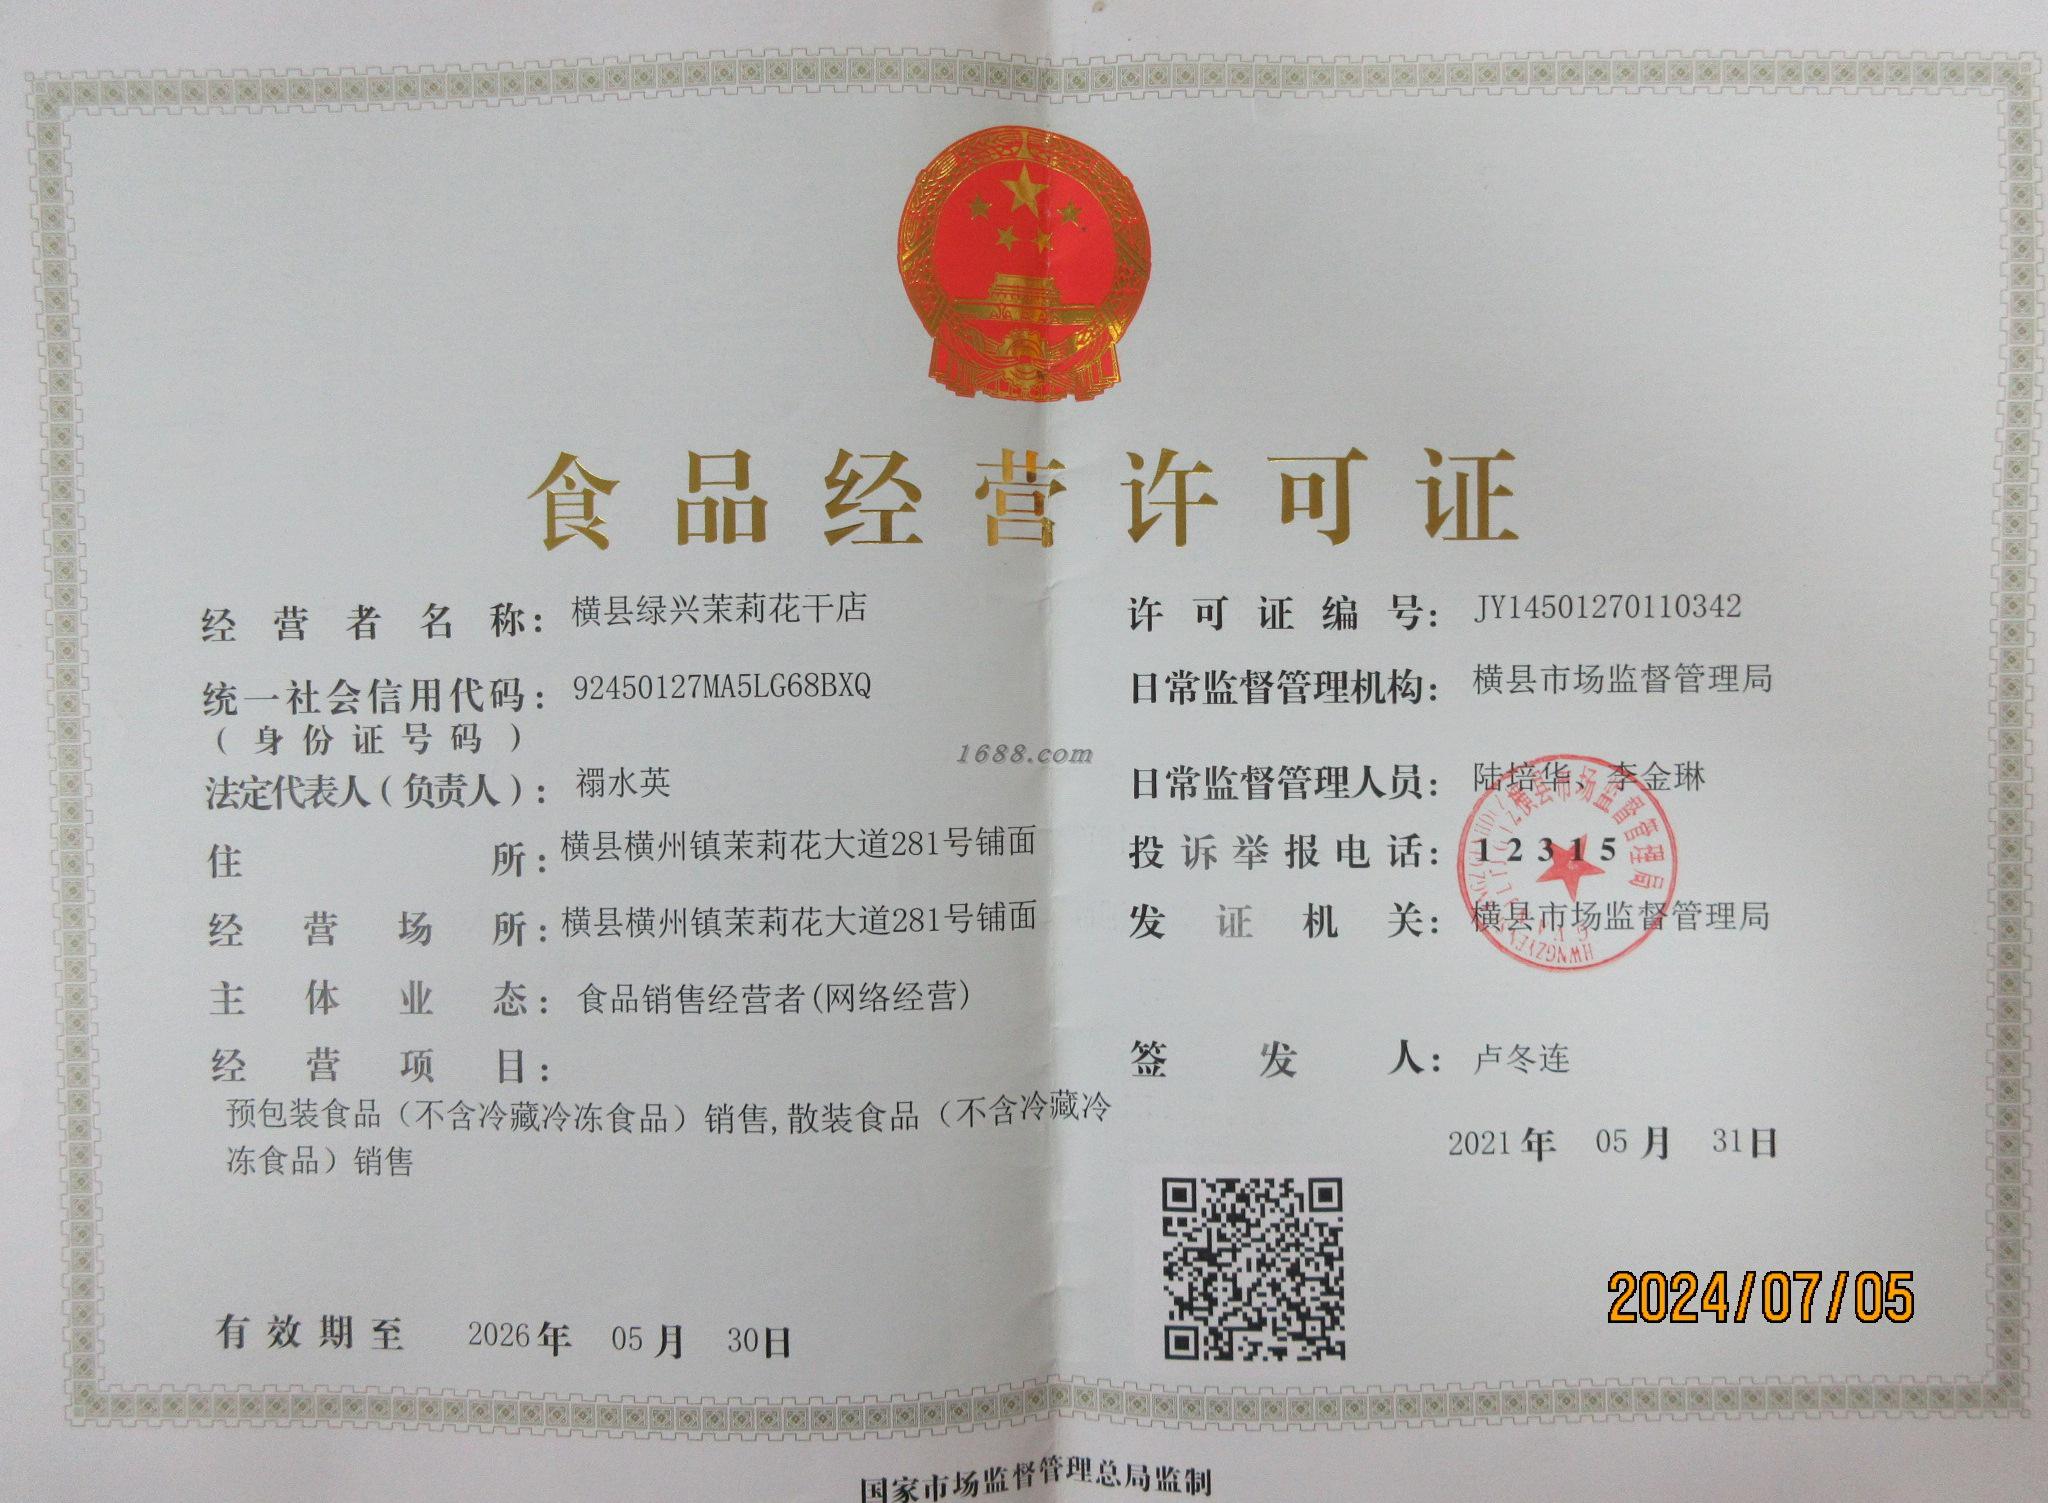 食品经营许可证
经营者名称：横县绿兴茉莉花干店
统一社会信用代码：92450127MA5LG68BXQ
（身份证号码）
法定代表人（负责人）：禤水英
住所：横县横州镇茉莉花大道281号铺面
经营场所：横县横州镇茉莉花大道281号铺面
主体业态：食品销售经营者(网络经营)
经营项目：
预包装食品（不含冷藏冷冻食品）销售,散装食品（不含冷藏冷
冻食品）销售
有效期至 2026年 05月 30日
许可证编号：JY14501270110342
日常监督管理机构：横县市场监督管理局
日常监督管理人员：陆培华、李金琳
投诉举报电话：12315
发证机关：横县市场监督管理局
横县市场监督管理局
签发人：卢冬连
2021年 05月 31日
1688.com
2024/07/05
国家市场监督管理总局监制